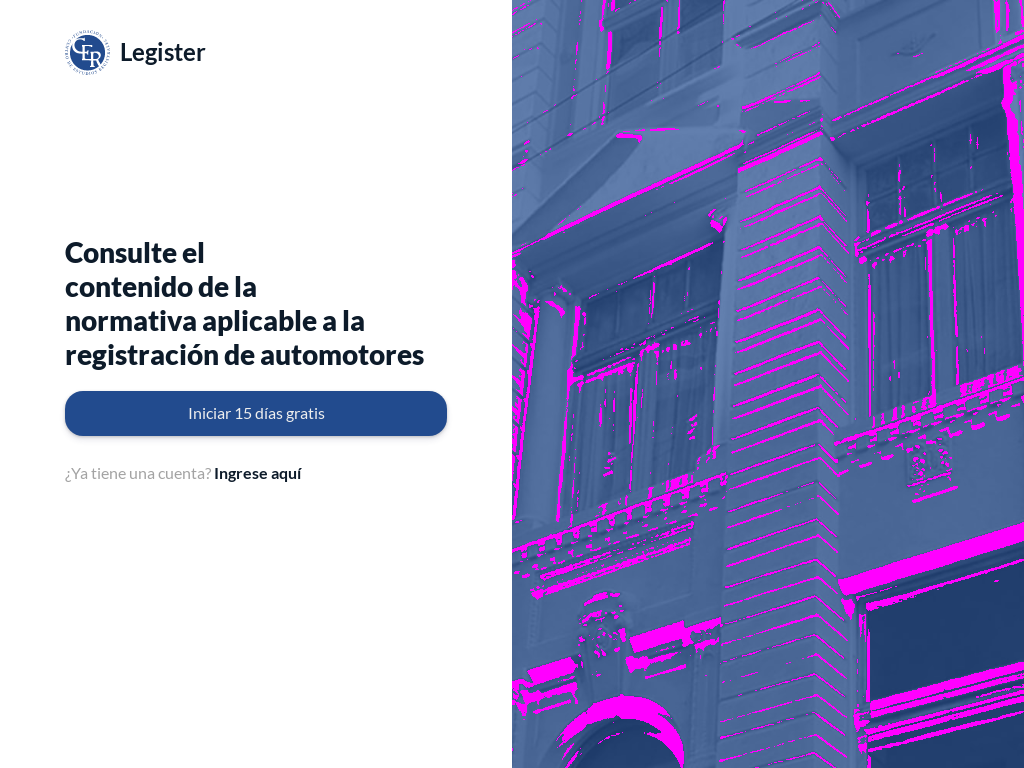 CER
Legister
Consulte el
contenido de la
normativa aplicable a la
registración de automotores
Iniciar 15 días gratis
¿Ya tiene una cuenta? Ingrese aquí